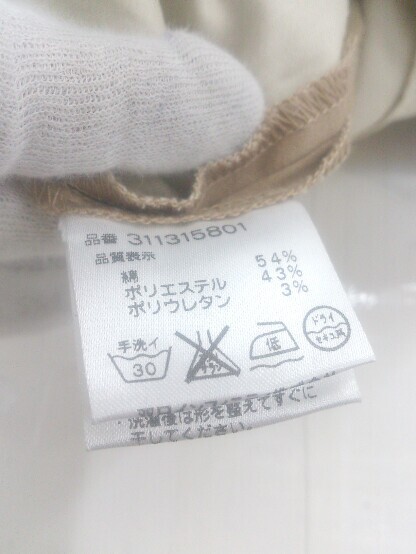 品番 311315801
品質表示
綿 54%
ポリエステル 43%
ポリウレタン 3%
手洗イ
30
低
ドライ
セキユ系
洗濯後は形を整えてすぐに
干してください。